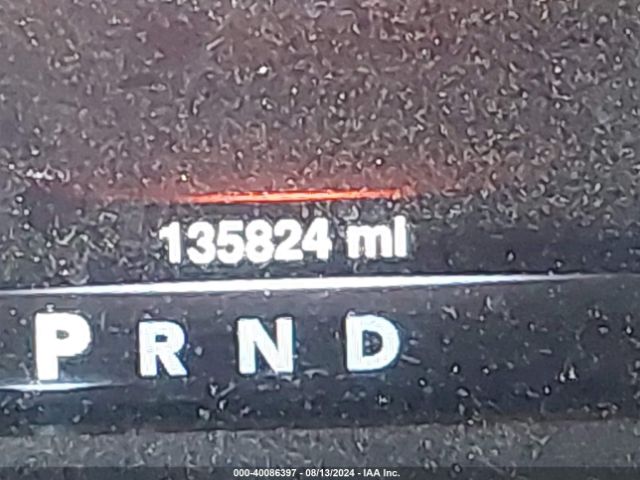 135824 mi
P R N D
000-40086397 - 08/13/2024 - IAA Inc.